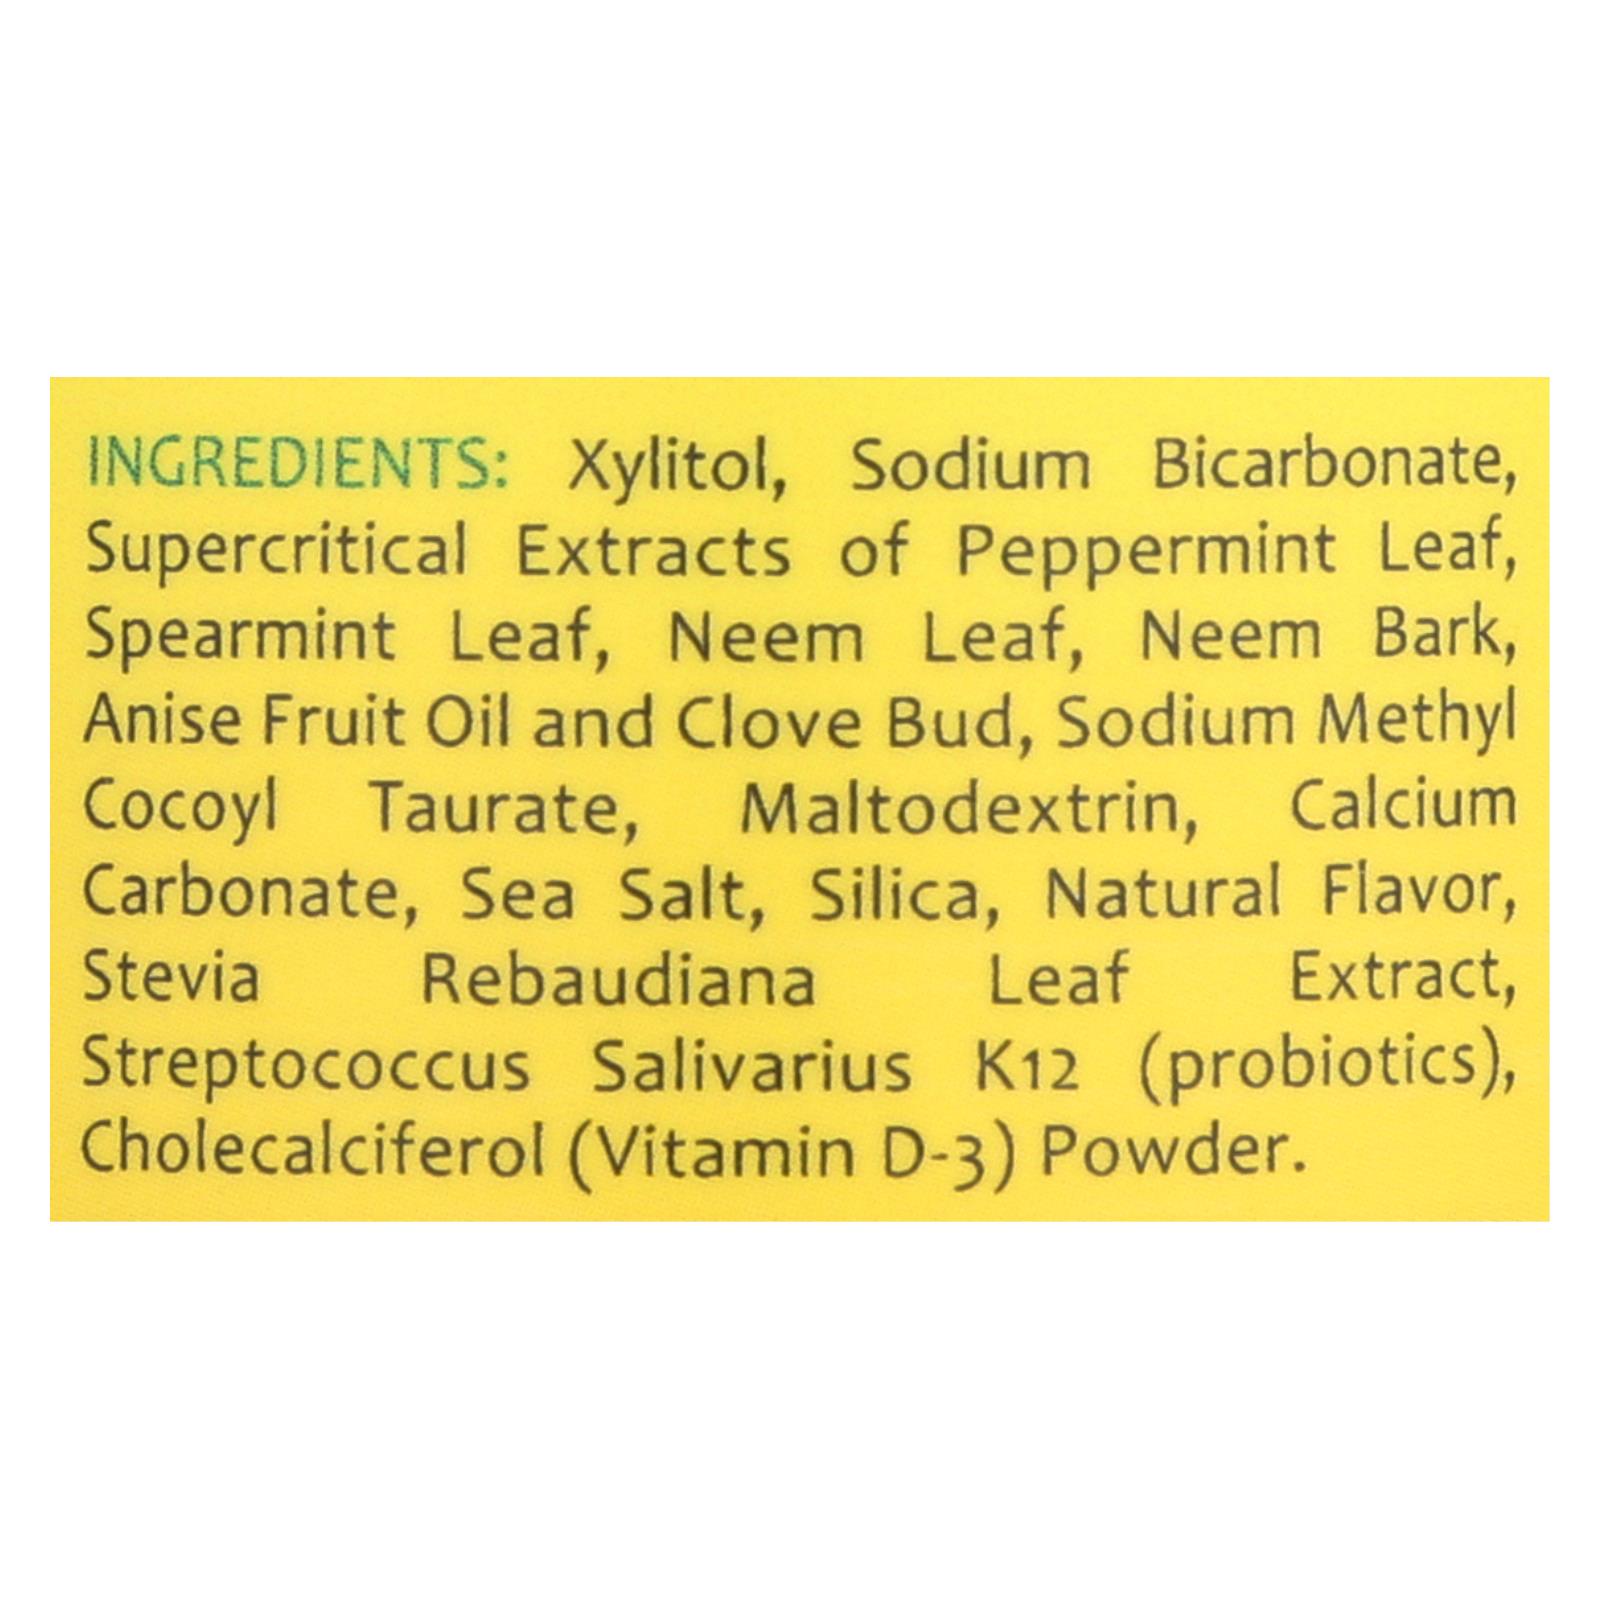 INGREDIENTS: Xylitol, Sodium Bicarbonate,
Supercritical Extracts of Peppermint Leaf,
Spearmint Leaf, Neem Leaf, Neem Bark,
Anise Fruit Oil and Clove Bud, Sodium Methyl
Cocoyl Taurate, Maltodextrin, Calcium
Carbonate, Sea Salt, Silica, Natural Flavor,
Stevia Rebaudiana Leaf Extract,
Streptococcus Salivarius K12 (probiotics),
Cholecalciferol (Vitamin D-3) Powder.